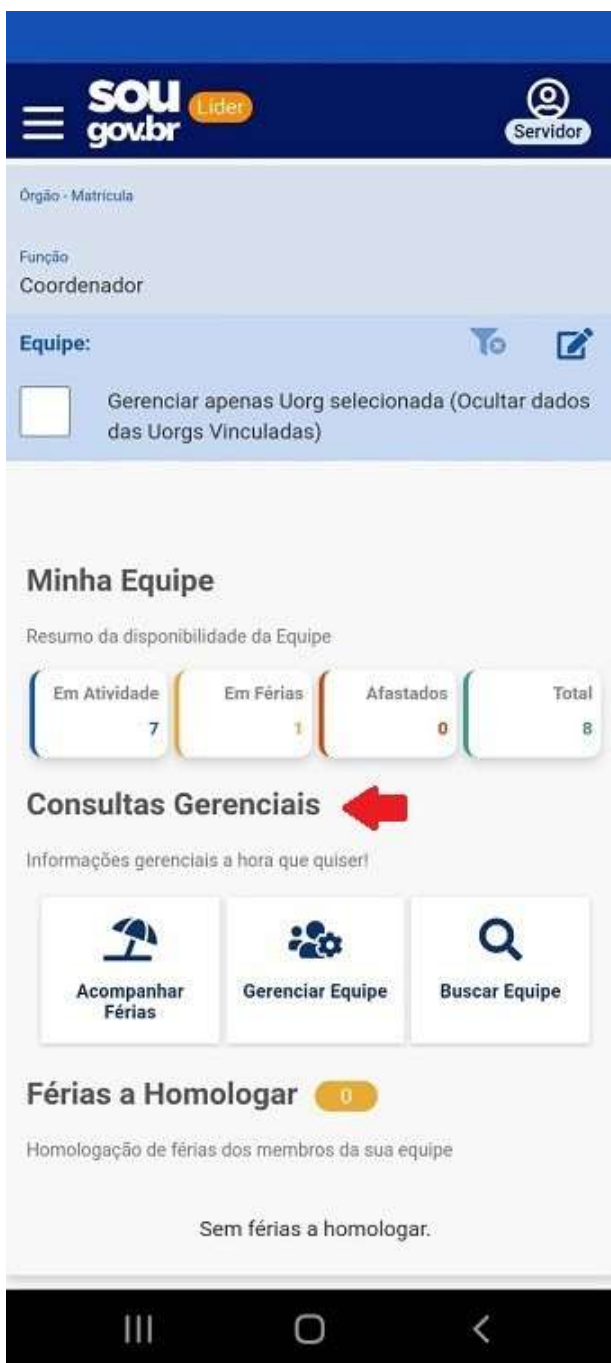 sou
gov.br
Líder
Servidor
Órgão - Matrícula
Função
Coordenador
Equipe:
Gerenciar apenas Uorg selecionada (Ocultar dados
das Uorgs Vinculadas)
Minha Equipe
Resumo da disponibilidade da Equipe
Em Atividade
7
Em Férias
1
Afastados
0
Total
8
Consultas Gerenciais
Informações gerenciais a hora que quiser!
Acompanhar
Férias
Gerenciar Equipe
Buscar Equipe
Férias a Homologar 0
Homologação de férias dos membros da sua equipe
Sem férias a homologar.